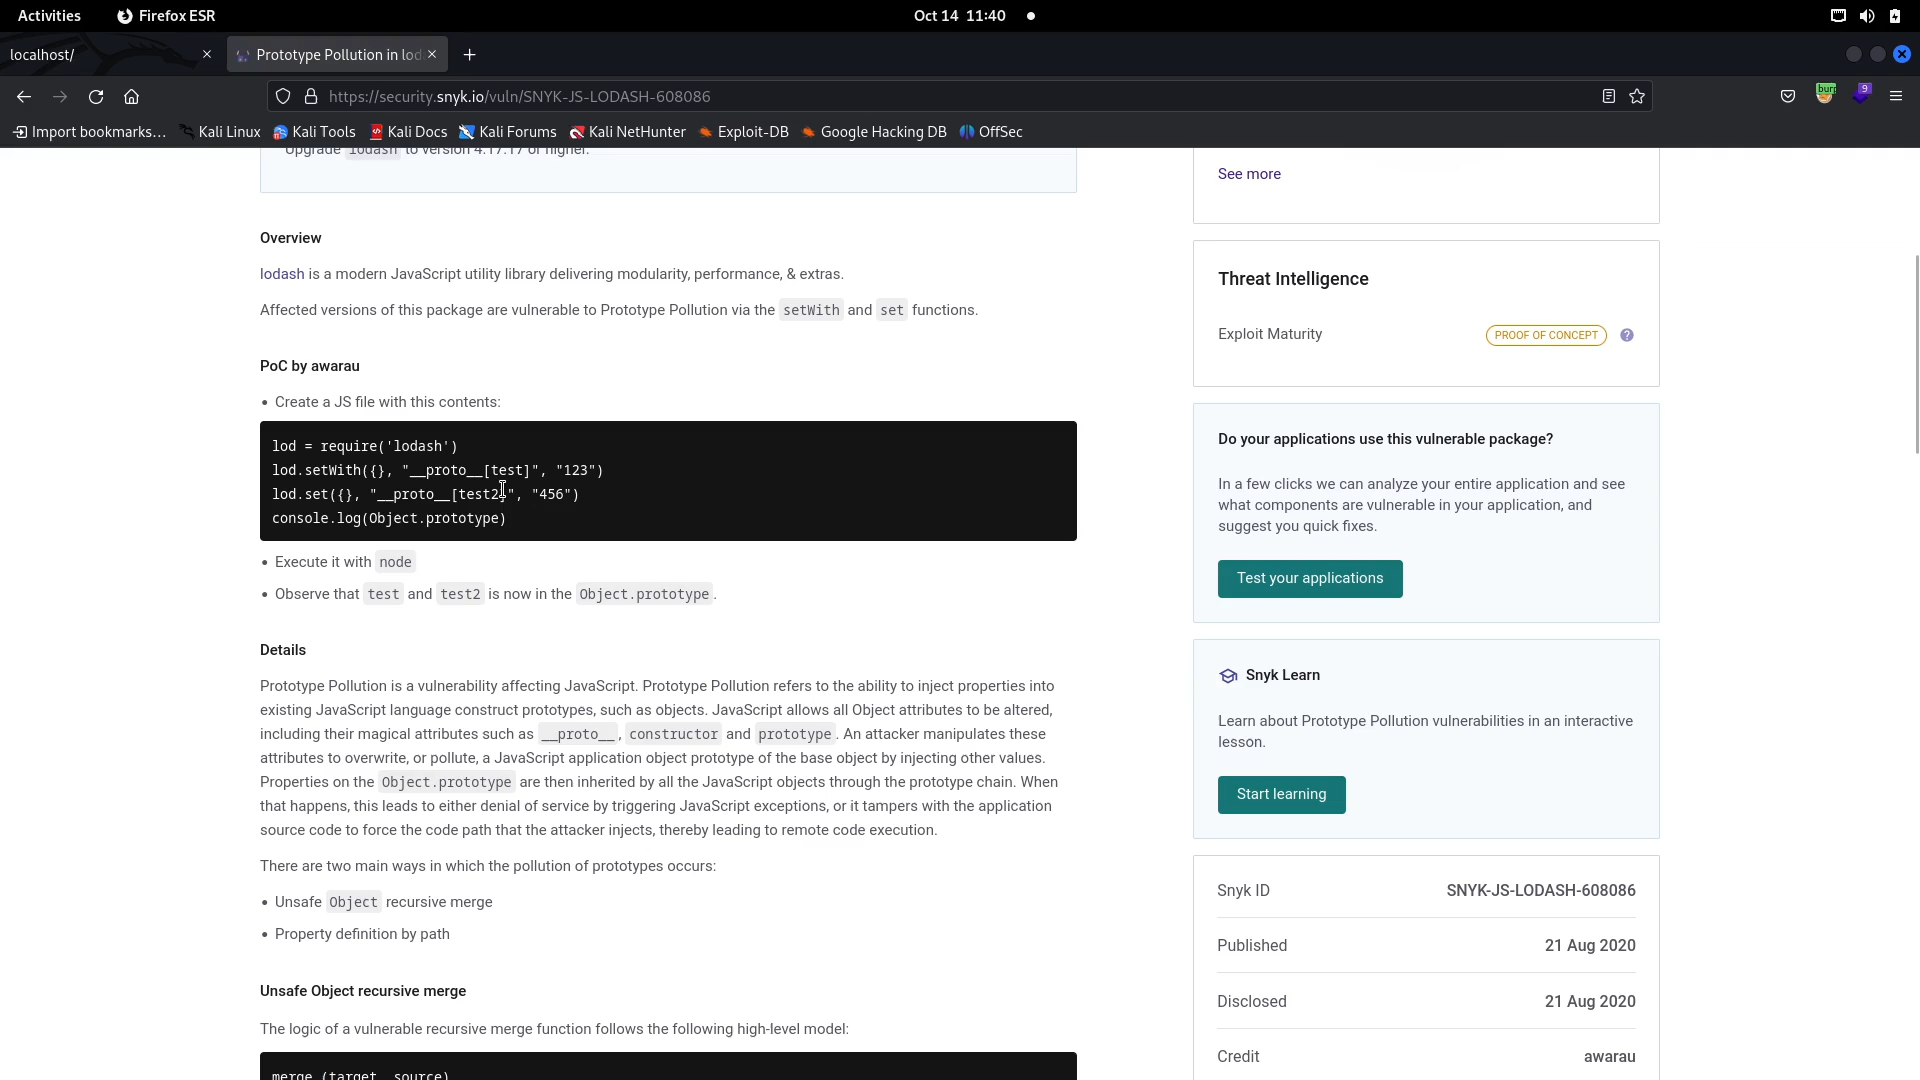 Activities
Firefox ESR
Oct 14 11:40
localhost/
Prototype Pollution in lod
https://security.snyk.io/vuln/SNYK-JS-LODASH-608086
burp
9
Import bookmarks…
Kali Linux
Kali Tools
Kali Docs
Kali Forums
Kali NetHunter
Exploit-DB
Google Hacking DB
OffSec
Upgrade lodash to version 4.17.17 or higher.
Overview
lodash is a modern JavaScript utility library delivering modularity, performance, & extras.
Affected versions of this package are vulnerable to Prototype Pollution via the setWith and set functions.
PoC by awarau
• Create a JS file with this contents:
lod = require('lodash')
lod.setWith({}, "__proto__[test]", "123")
lod.set({}, "__proto__[test2]", "456")
console.log(Object.prototype)
• Execute it with node
• Observe that test and test2 is now in the Object.prototype.
Details
Prototype Pollution is a vulnerability affecting JavaScript. Prototype Pollution refers to the ability to inject properties into
existing JavaScript language construct prototypes, such as objects. JavaScript allows all Object attributes to be altered,
including their magical attributes such as __proto__, constructor and prototype. An attacker manipulates these
attributes to overwrite, or pollute, a JavaScript application object prototype of the base object by injecting other values.
Properties on the Object.prototype are then inherited by all the JavaScript objects through the prototype chain. When
that happens, this leads to either denial of service by triggering JavaScript exceptions, or it tampers with the application
source code to force the code path that the attacker injects, thereby leading to remote code execution.
There are two main ways in which the pollution of prototypes occurs:
• Unsafe Object recursive merge
• Property definition by path
Unsafe Object recursive merge
The logic of a vulnerable recursive merge function follows the following high-level model:
merge (target, source)
See more
Threat Intelligence
Exploit Maturity
PROOF OF CONCEPT
?
Do your applications use this vulnerable package?
In a few clicks we can analyze your entire application and see
what components are vulnerable in your application, and
suggest you quick fixes.
Test your applications
Snyk Learn
Learn about Prototype Pollution vulnerabilities in an interactive
lesson.
Start learning
Snyk ID
SNYK-JS-LODASH-608086
Published
21 Aug 2020
Disclosed
21 Aug 2020
Credit
awarau